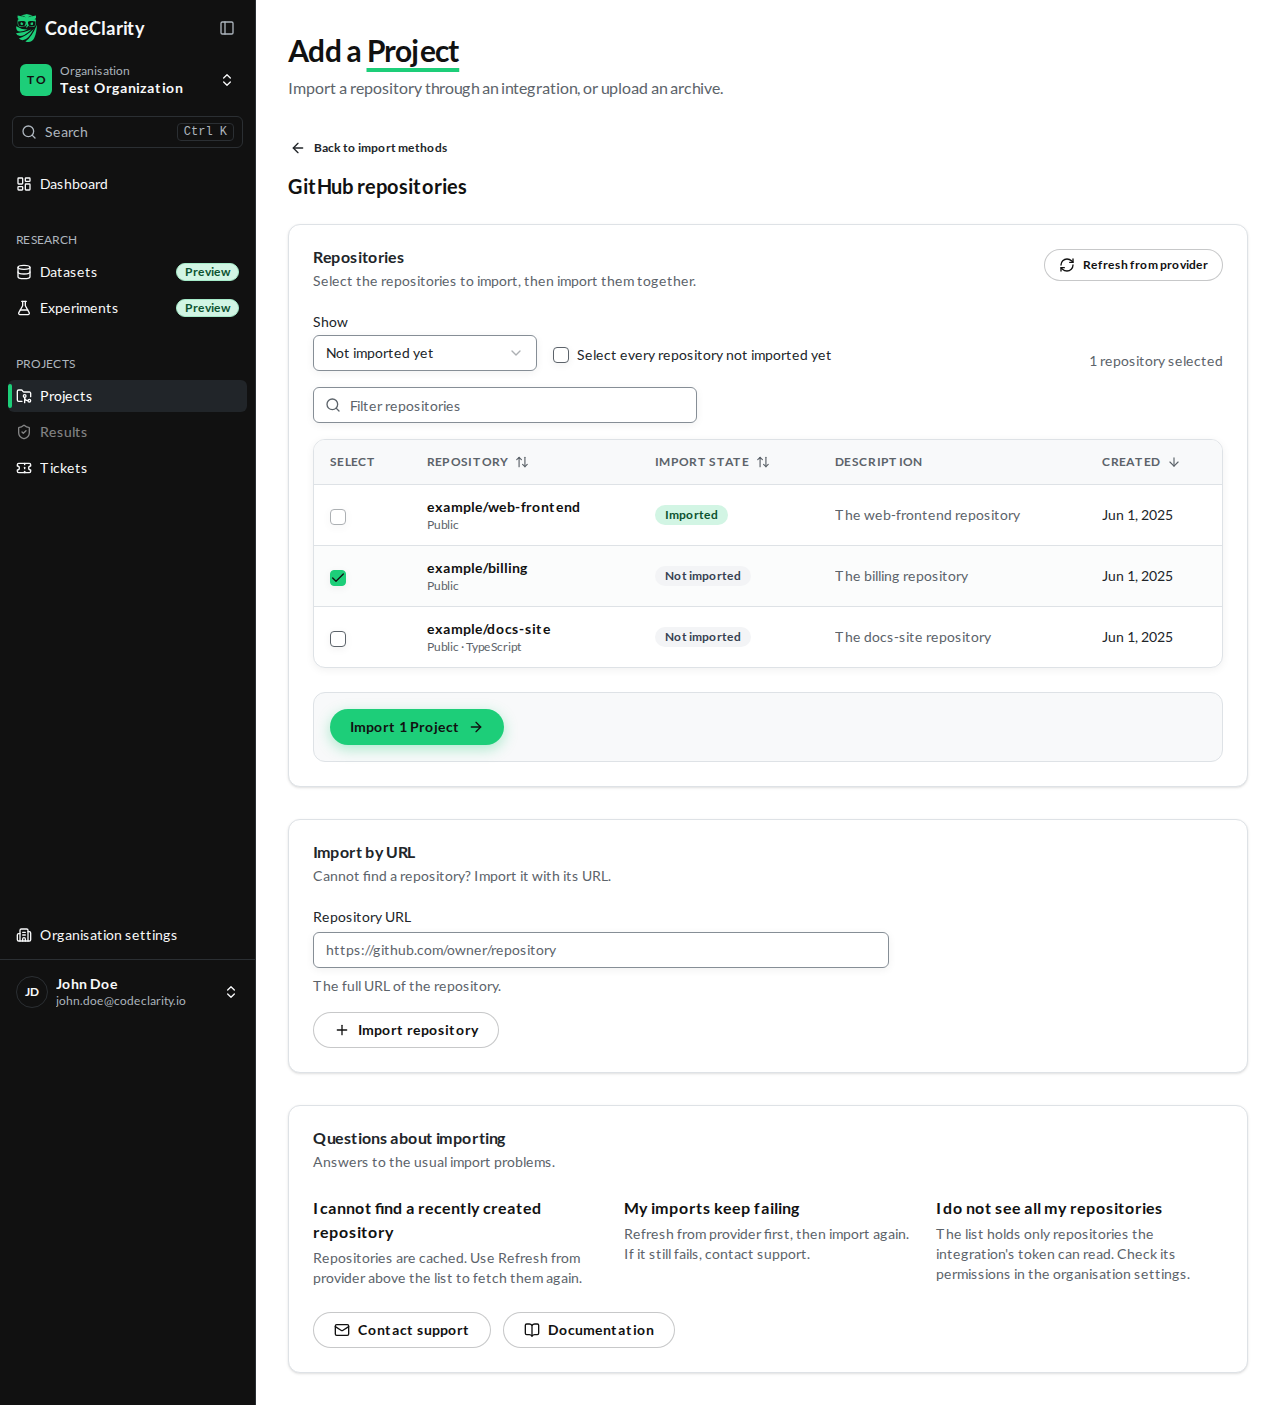 CodeClarity
TO
Organisation
Test Organization
Search
Ctrl K
Dashboard
RESEARCH
Datasets
Preview
Experiments
Preview
PROJECTS
Projects
Results
Tickets
Organisation settings
JD
John Doe
john.doe@codeclarity.io
Add a Project
Import a repository through an integration, or upload an archive.
Back to import methods
GitHub repositories
Repositories
Select the repositories to import, then import them together.
Refresh from provider
Show
Not imported yet
Select every repository not imported yet
1 repository selected
Filter repositories
SELECT REPOSITORY IMPORT STATE DESCRIPTION CREATED
example/web-frontend
Public
Imported
The web-frontend repository
Jun 1, 2025
example/billing
Public
Not imported
The billing repository
Jun 1, 2025
example/docs-site
Public · TypeScript
Not imported
The docs-site repository
Jun 1, 2025
Import 1 Project
Import by URL
Cannot find a repository? Import it with its URL.
Repository URL
https://github.com/owner/repository
The full URL of the repository.
Import repository
Questions about importing
Answers to the usual import problems.
I cannot find a recently created
repository
Repositories are cached. Use Refresh from
provider above the list to fetch them again.
My imports keep failing
Refresh from provider first, then import again.
If it still fails, contact support.
I do not see all my repositories
The list holds only repositories the
integration's token can read. Check its
permissions in the organisation settings.
Contact support
Documentation